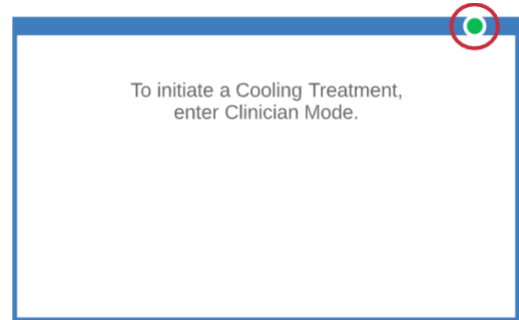 To initiate a Cooling Treatment,
enter Clinician Mode.